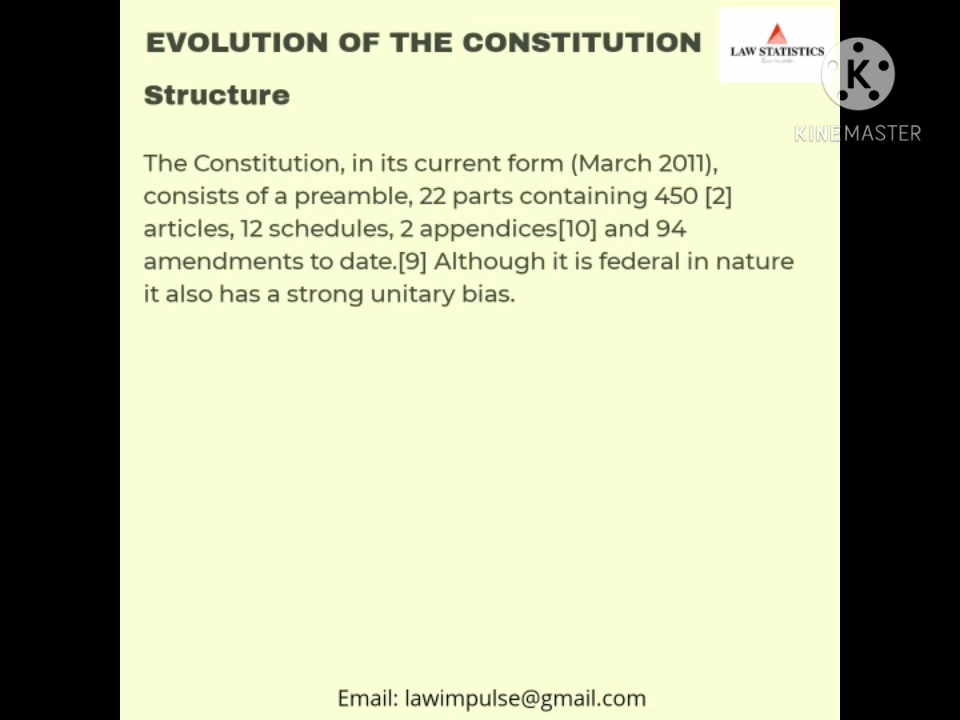 EVOLUTION OF THE CONSTITUTION
LAW STATISTICS
K
KINEMASTER
Structure
The Constitution, in its current form (March 2011),
consists of a preamble, 22 parts containing 450 [2]
articles, 12 schedules, 2 appendices[10] and 94
amendments to date.[9] Although it is federal in nature
it also has a strong unitary bias.
Email: lawimpulse@gmail.com